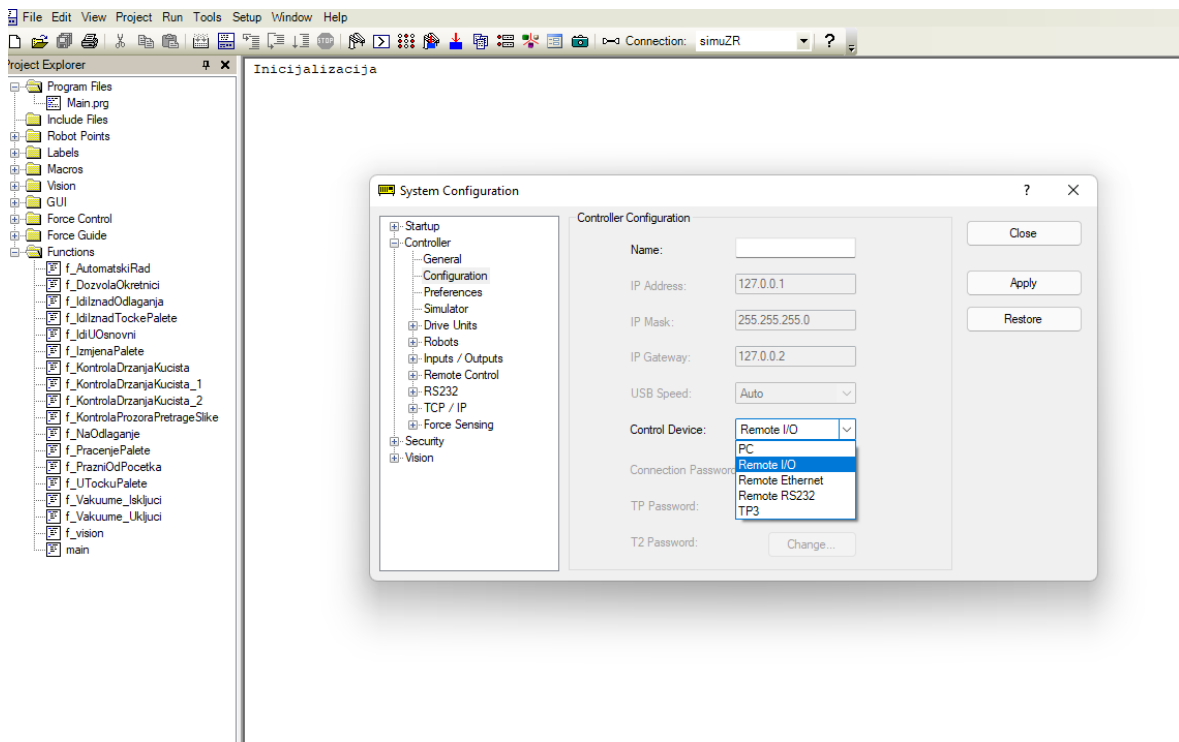 File Edit View Project Run Tools Setup Window Help
STOP Connection: simuZR ?
Project Explorer
Program Files
Main.prg
Include Files
Robot Points
Labels
Macros
Vision
GUI
Force Control
Force Guide
Functions
f_AutomatskiRad
f_DozvolaOkretnici
f_IdiIznadOdlaganja
f_IdiIznadTockePalete
f_IdiUOsnovni
f_IzmjenaPalete
f_KontrolaDrzanjaKucista
f_KontrolaDrzanjaKucista_1
f_KontrolaDrzanjaKucista_2
f_KontrolaProzoraPretrageSlike
f_NaOdlaganje
f_PracenjePalete
f_PrazniOdPocetka
f_UTockuPalete
f_Vakuume_Iskljuci
f_Vakuume_Ukljuci
f_vision
main
Inicijalizacija
System Configuration ?
Startup
Controller
General
Configuration
Preferences
Simulator
Drive Units
Robots
Inputs / Outputs
Remote Control
RS232
TCP / IP
Force Sensing
Security
Vision
Controller Configuration
Name:
IP Address: 127.0.0.1
IP Mask: 255.255.255.0
IP Gateway: 127.0.0.2
USB Speed: Auto
Control Device: Remote I/O
PC
Remote I/O
Remote Ethernet
Remote RS232
TP3
Connection Password
TP Password:
T2 Password: Change...
Close
Apply
Restore